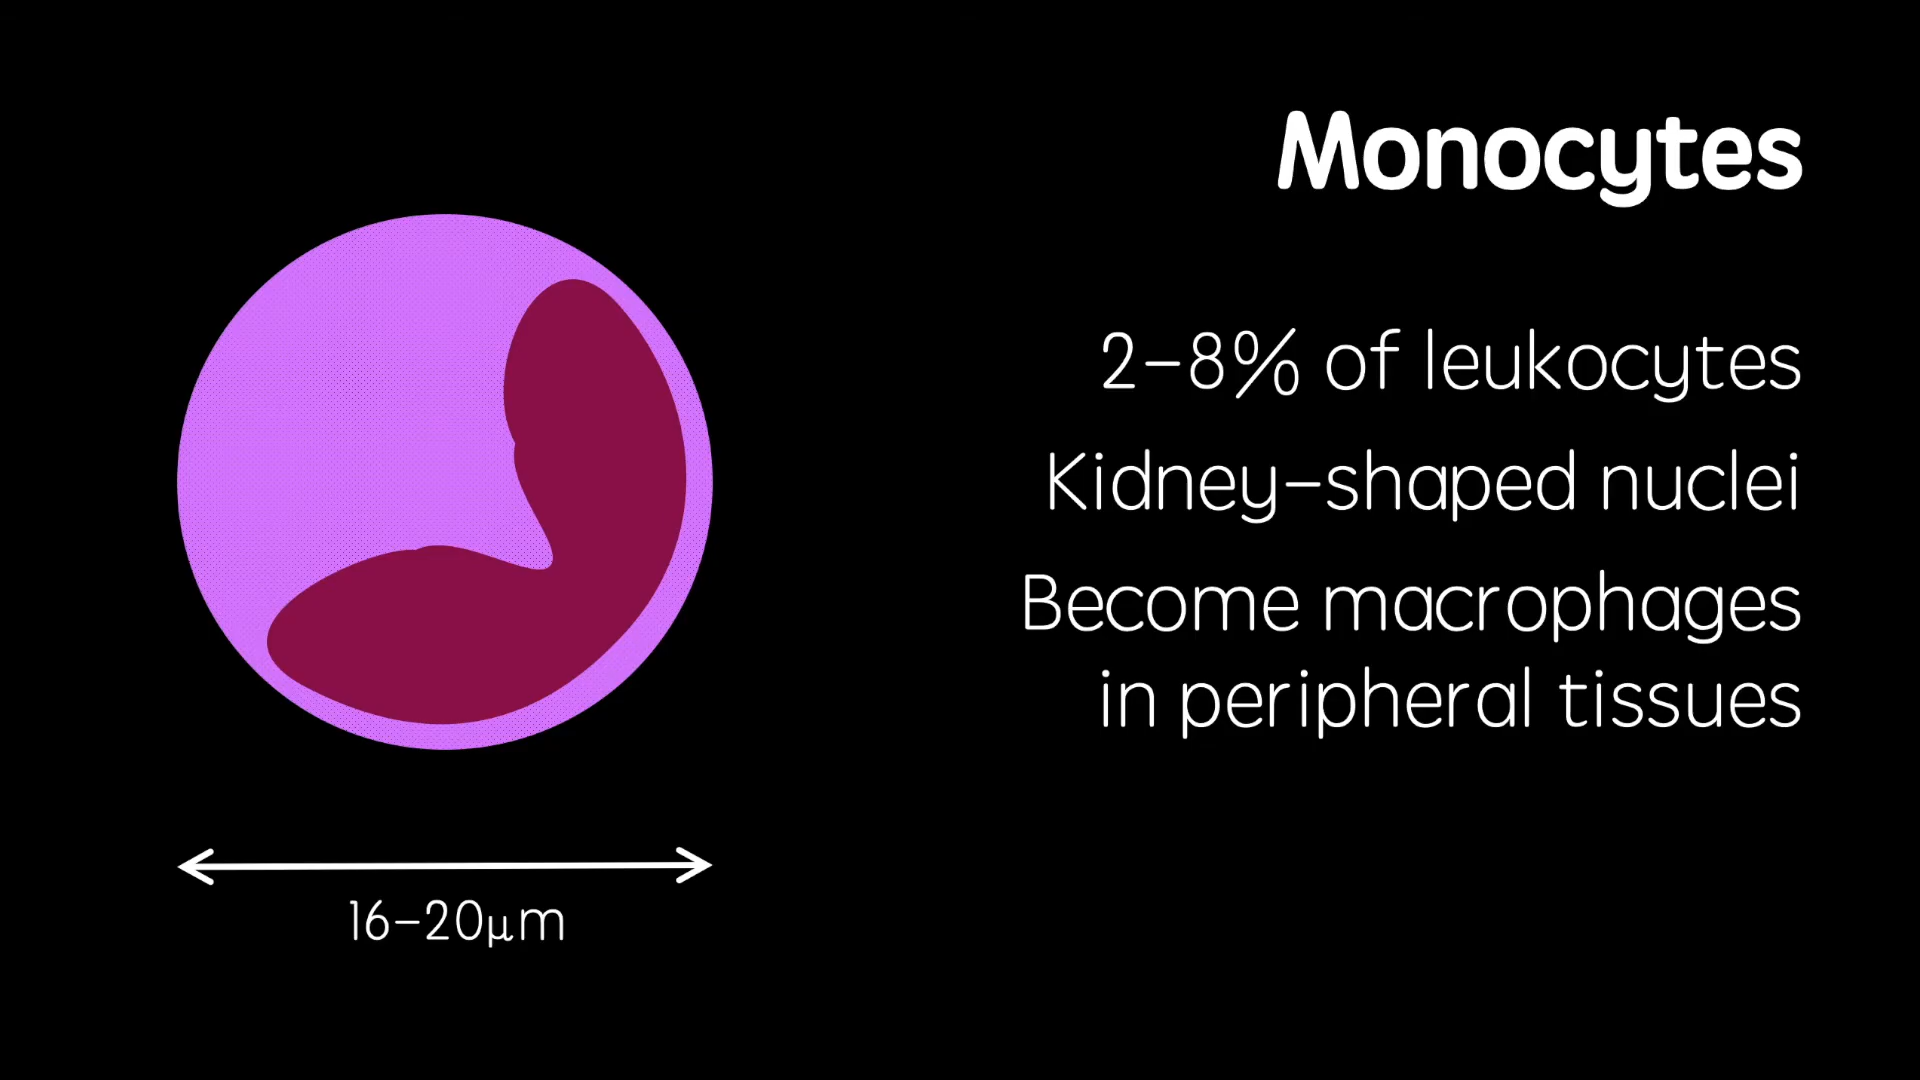 Monocytes
2-8% of leukocytes
Kidney-shaped nuclei
Become macrophages
in peripheral tissues
16-20μm